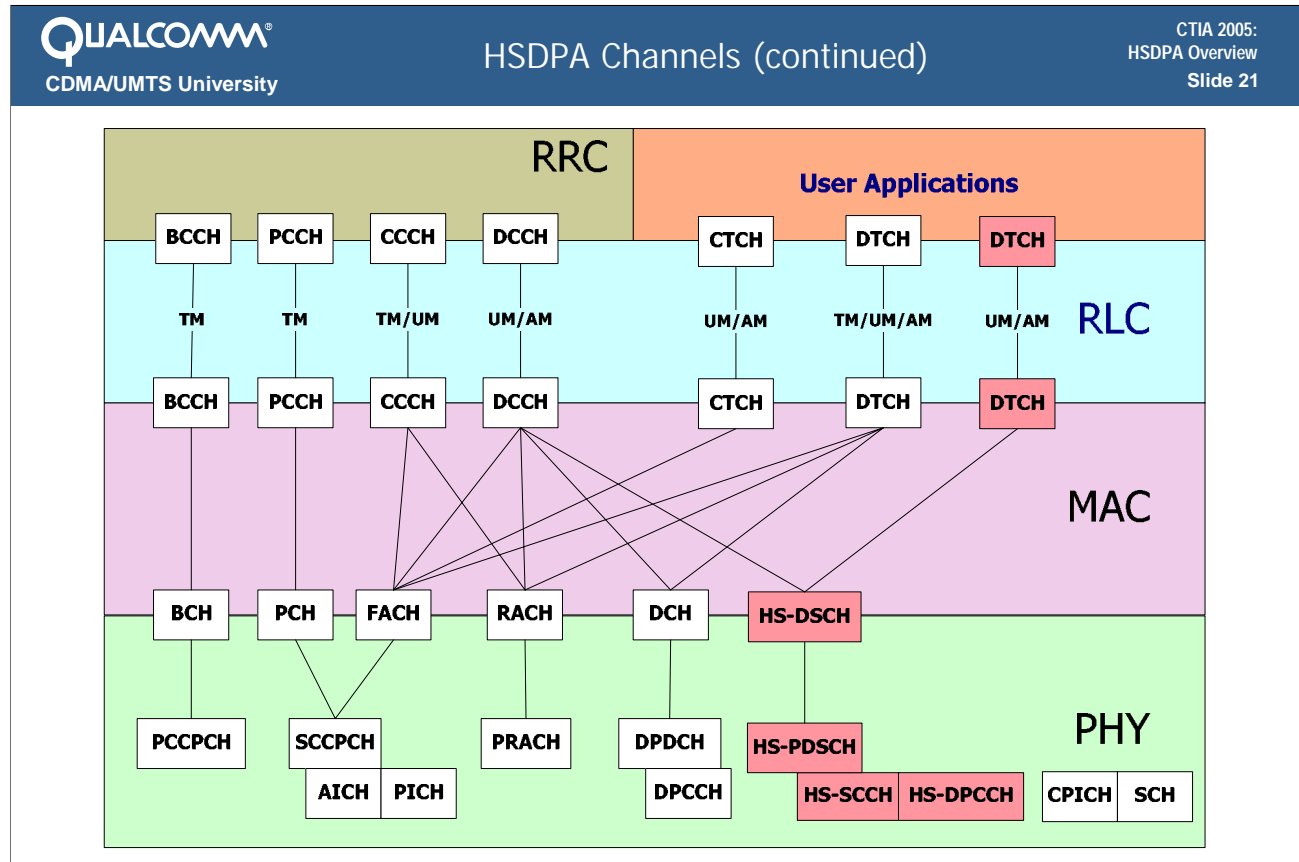 QUALCOMM®
CDMA/UMTS University
HSDPA Channels (continued)
CTIA 2005:
HSDPA Overview
Slide 21
RRC
User Applications
BCCH PCCH CCCH DCCH CTCH DTCH DTCH
TM TM TM/UM UM/AM UM/AM TM/UM/AM UM/AM
RLC
BCCH PCCH CCCH DCCH CTCH DTCH DTCH
MAC
BCH PCH FACH RACH DCH HS-DSCH
PHY
PCCPCH SCCPCH PRACH DPDCH HS-PDSCH
AICH PICH DPCCH HS-SCCH HS-DPCCH CPICH SCH